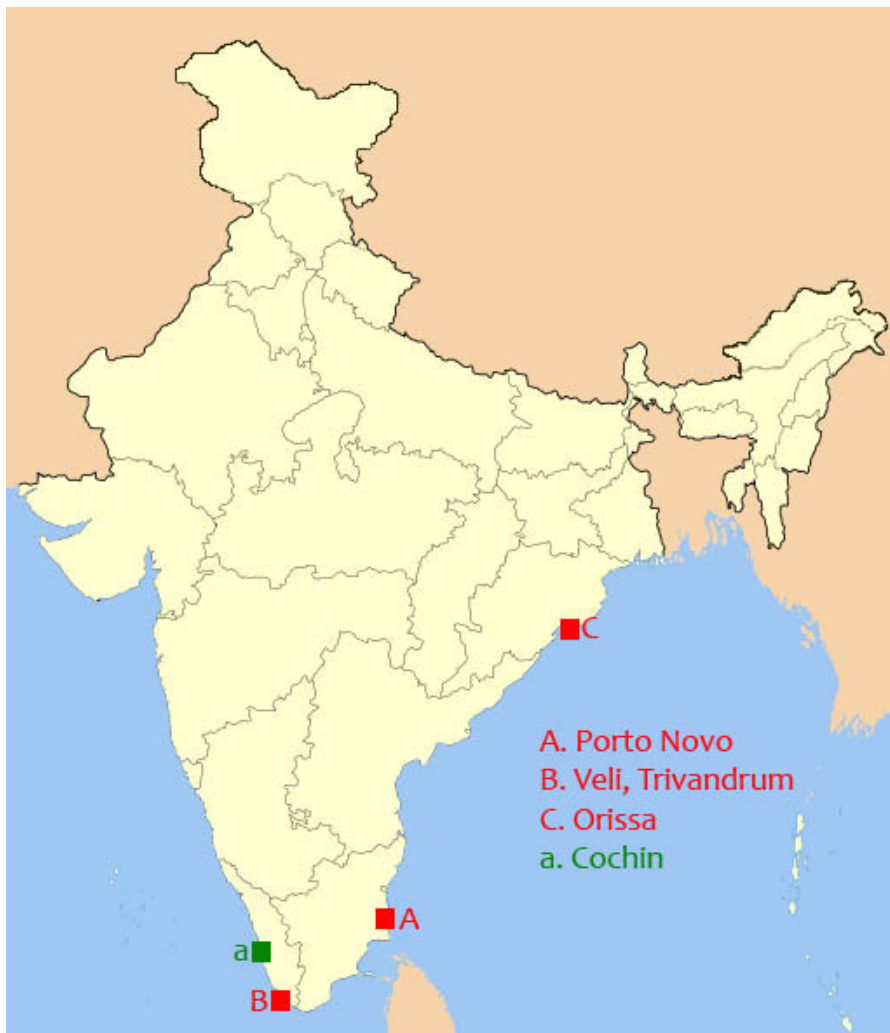 C
A. Porto Novo
B. Veli, Trivandrum
C. Orissa
a. Cochin
A
a
B